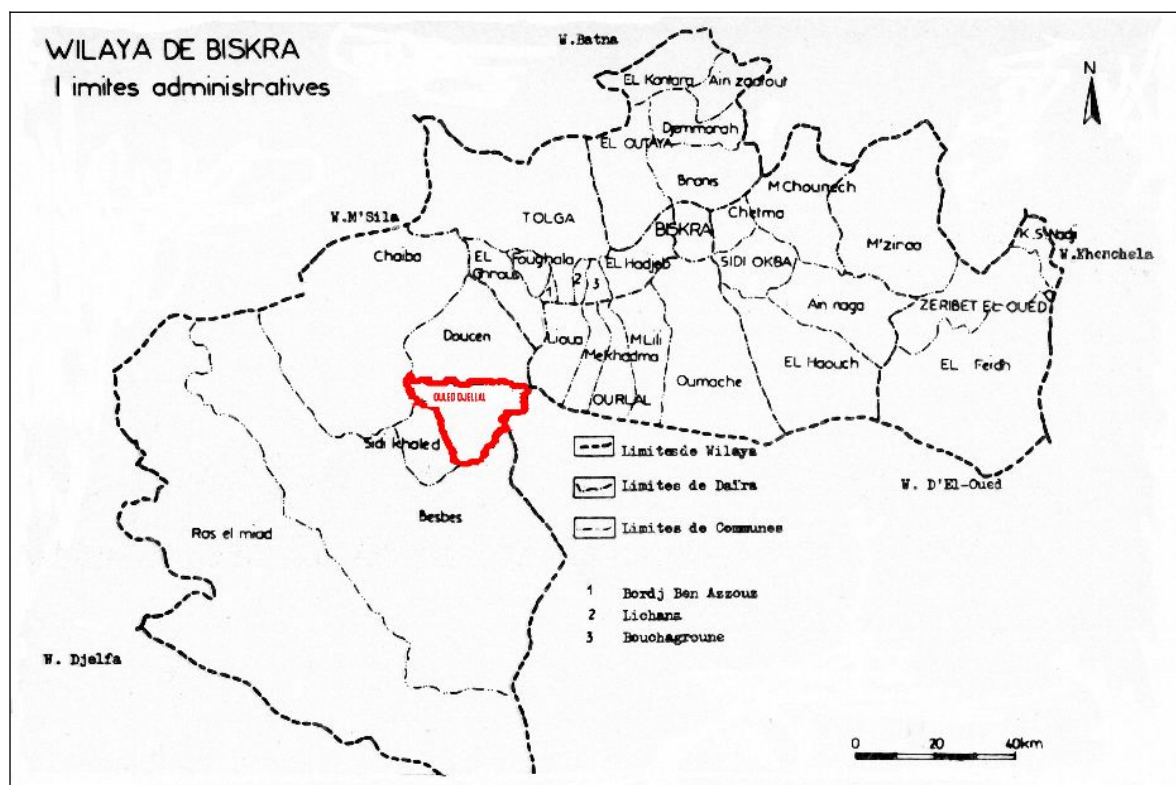 WILAYA DE BISKRA
limites administratives
W.Batna
N
EL Kantara
Ain zaatout
Djemmorah
EL OUTAYA
Branis
M'Chounech
W.M'Sila
TOLGA
Chetma
BISKRA
K.S.Nadji
M'ziraa
W.Khenchela
Chaiba
EL Ghrous
Foughala
EL Hadjeb
SIDI OKBA
1
2
3
Ain naga
ZERIBET EL OUED
Doucen
Lioua
M'Lili
Mekhadma
EL Haouch
EL Feidh
Oumache
OULED DJELLAL
OURLAL
Sidi khaled
Limites de Wilaya
W. D'El-Oued
Limites de Daïra
Besbes
Limites de Communes
Ras el miad
1 Bordj Ben Azzouz
2 Lichana
3 Bouchagroune
W. Djelfa
0 20 40km